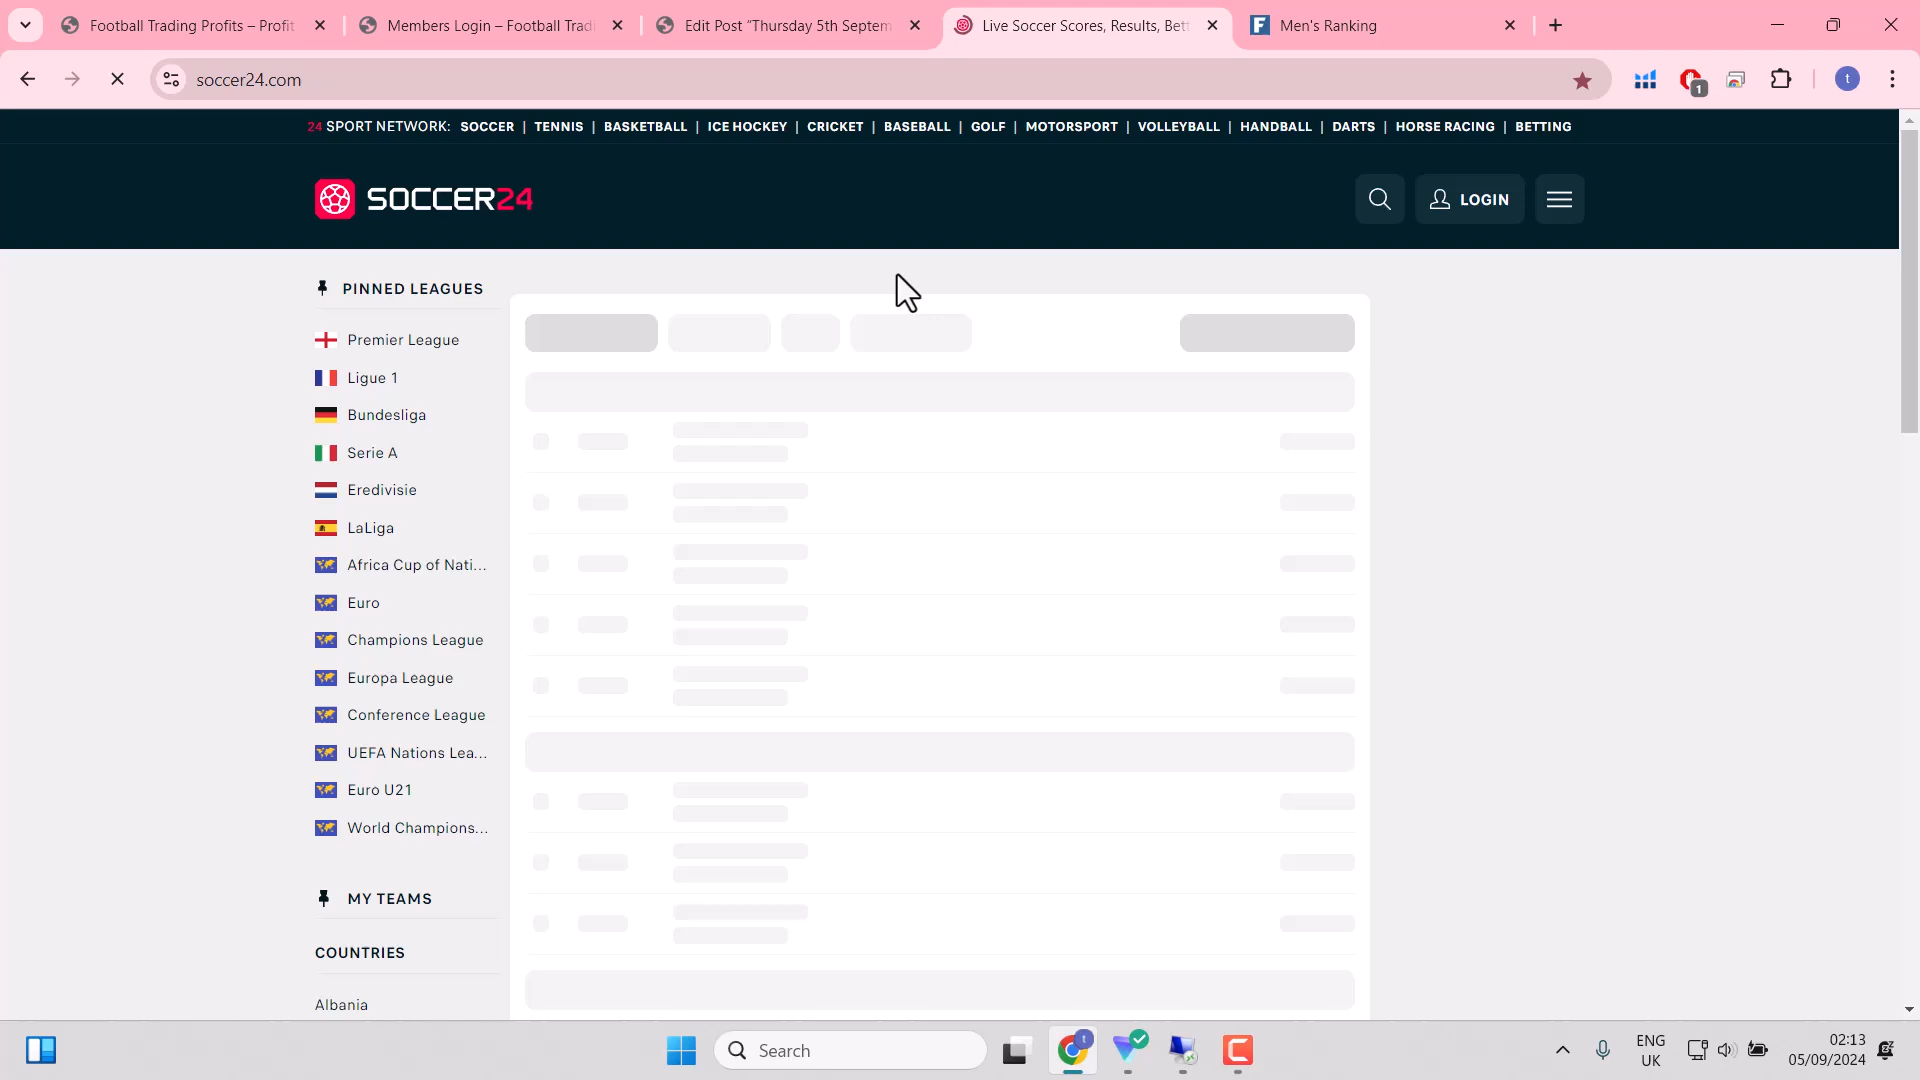 Football Trading Profits – Profit
Members Login – Football Tradi
Edit Post “Thursday 5th Septem
Live Soccer Scores, Results, Bett
Men's Ranking
soccer24.com
1
t
24 SPORT NETWORK: SOCCER | TENNIS | BASKETBALL | ICE HOCKEY | CRICKET | BASEBALL | GOLF | MOTORSPORT | VOLLEYBALL | HANDBALL | DARTS | HORSE RACING | BETTING
SOCCER24
LOGIN
PINNED LEAGUES
Premier League
Ligue 1
Bundesliga
Serie A
Eredivisie
LaLiga
Africa Cup of Nati...
Euro
Champions League
Europa League
Conference League
UEFA Nations Lea...
Euro U21
World Champions...
MY TEAMS
COUNTRIES
Albania
Search
t
ENG
UK
02:13
05/09/2024